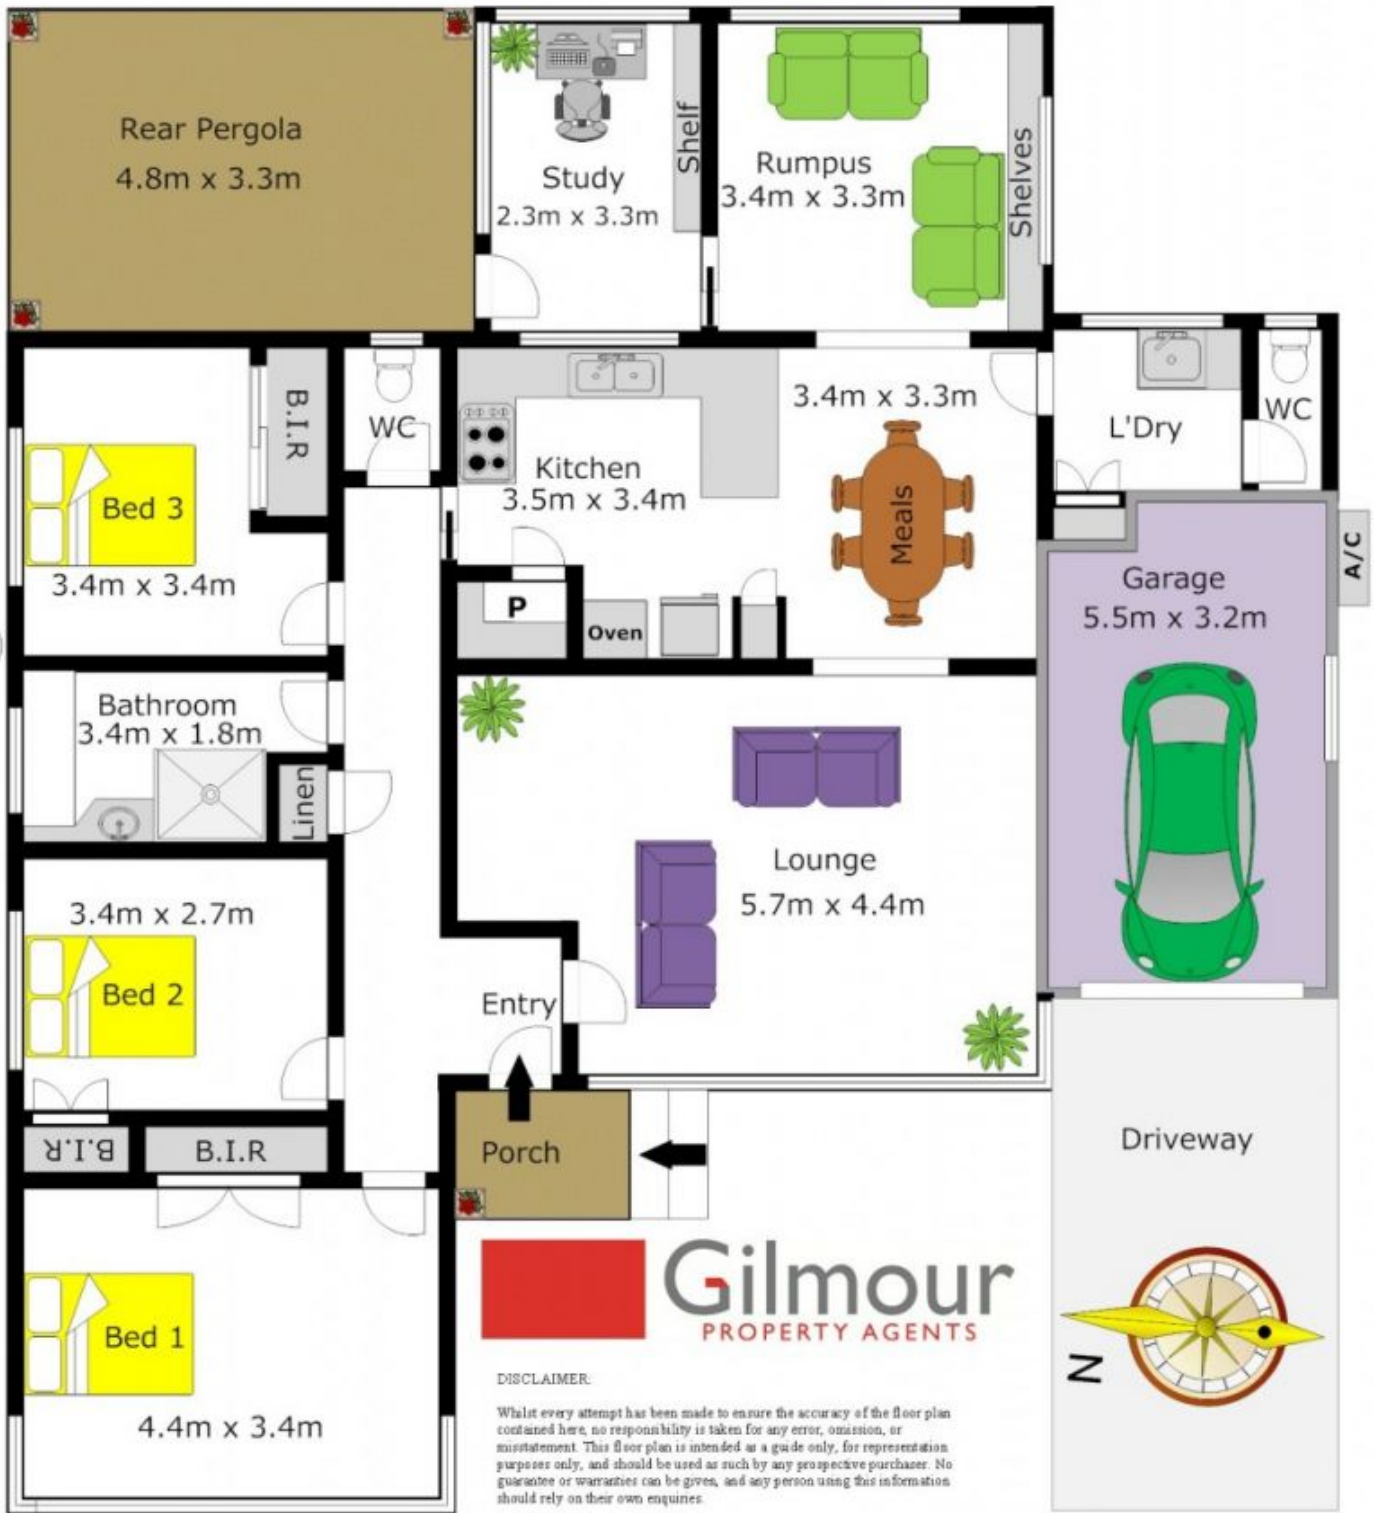 Rear Pergola
4.8m x 3.3m
Study
2.3m x 3.3m
Shelf
Rumpus
3.4m x 3.3m
Shelves
B.I.R
WC
Kitchen
3.5m x 3.4m
3.4m x 3.3m
Meals
L'Dry
WC
Bed 3
3.4m x 3.4m
P
Oven
Garage
5.5m x 3.2m
A/C
Bathroom
3.4m x 1.8m
Linen
Lounge
5.7m x 4.4m
3.4m x 2.7m
Bed 2
Entry
B.I.R
B.I.R
Porch
Driveway
Bed 1
4.4m x 3.4m
N
Gilmour
PROPERTY AGENTS
DISCLAIMER:
Whilst every attempt has been made to ensure the accuracy of the floor plan
contained here, no responsibility is taken for any error, omission, or
misstatement. This floor plan is intended as a guide only, for representation
purposes only, and should be used as such by any prospective purchaser. No
guarantee or warranties can be given, and any person using this information
should rely on their own enquiries.